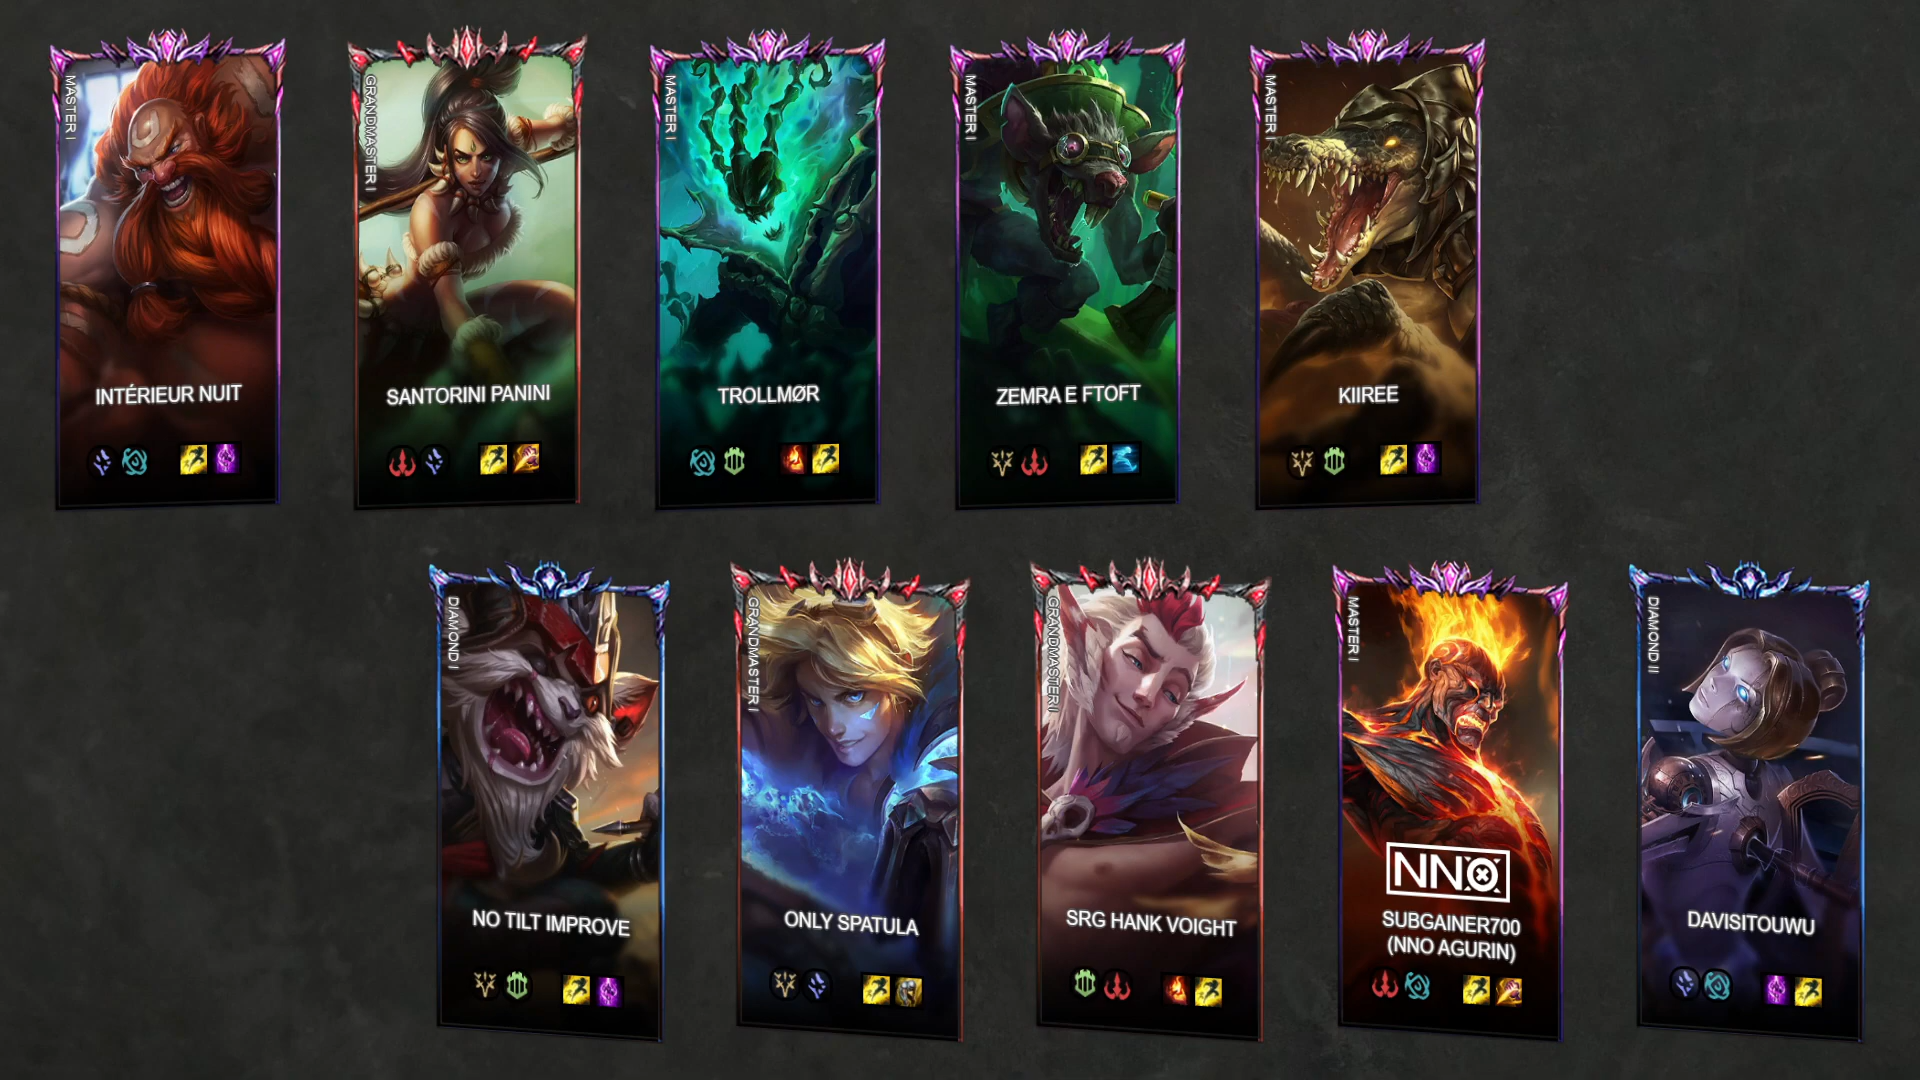 MASTER I
INTÉRIEUR NUIT
GRANDMASTER I
SANTORINI PANINI
MASTER I
TROLLMØR
MASTER I
ZEMRA E FTOFT
MASTER I
KIIREE
DIAMOND I
NO TILT IMPROVE
GRANDMASTER I
ONLY SPATULA
GRANDMASTER I
SRG HANK VOIGHT
MASTER I
NNO
SUBGAINER700
(NNO AGURIN)
DIAMOND II
DAVISITOUWU